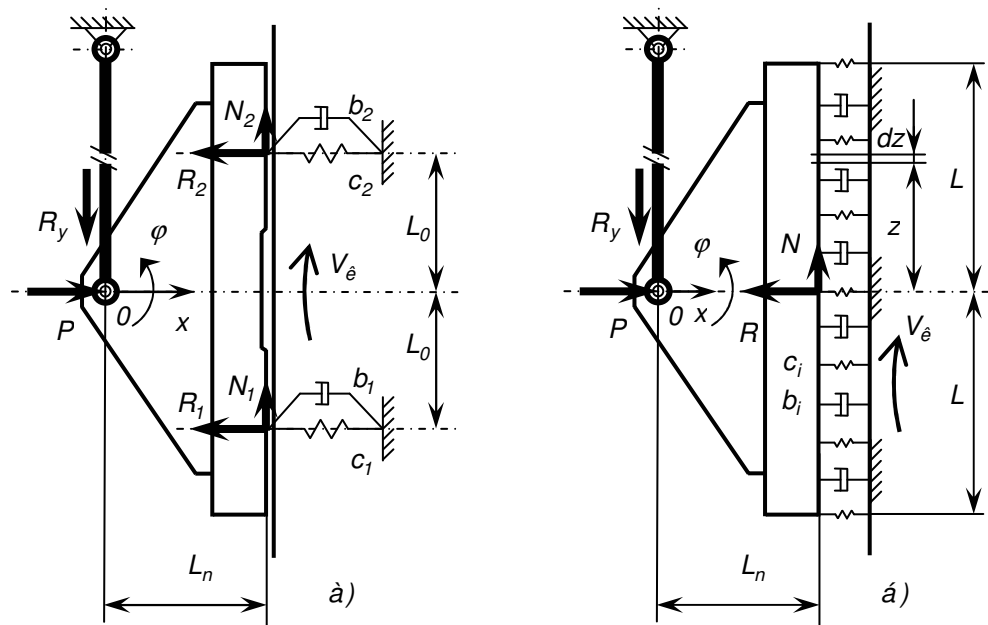 N2
b2
R2
c2
Ry
φ
L0
Vê
P
0
x
L0
N1
R1
b1
c1
Ln
à)
dz
L
z
Ry
φ
N
P
0
x
R
Vê
ci
bi
L
Ln
á)